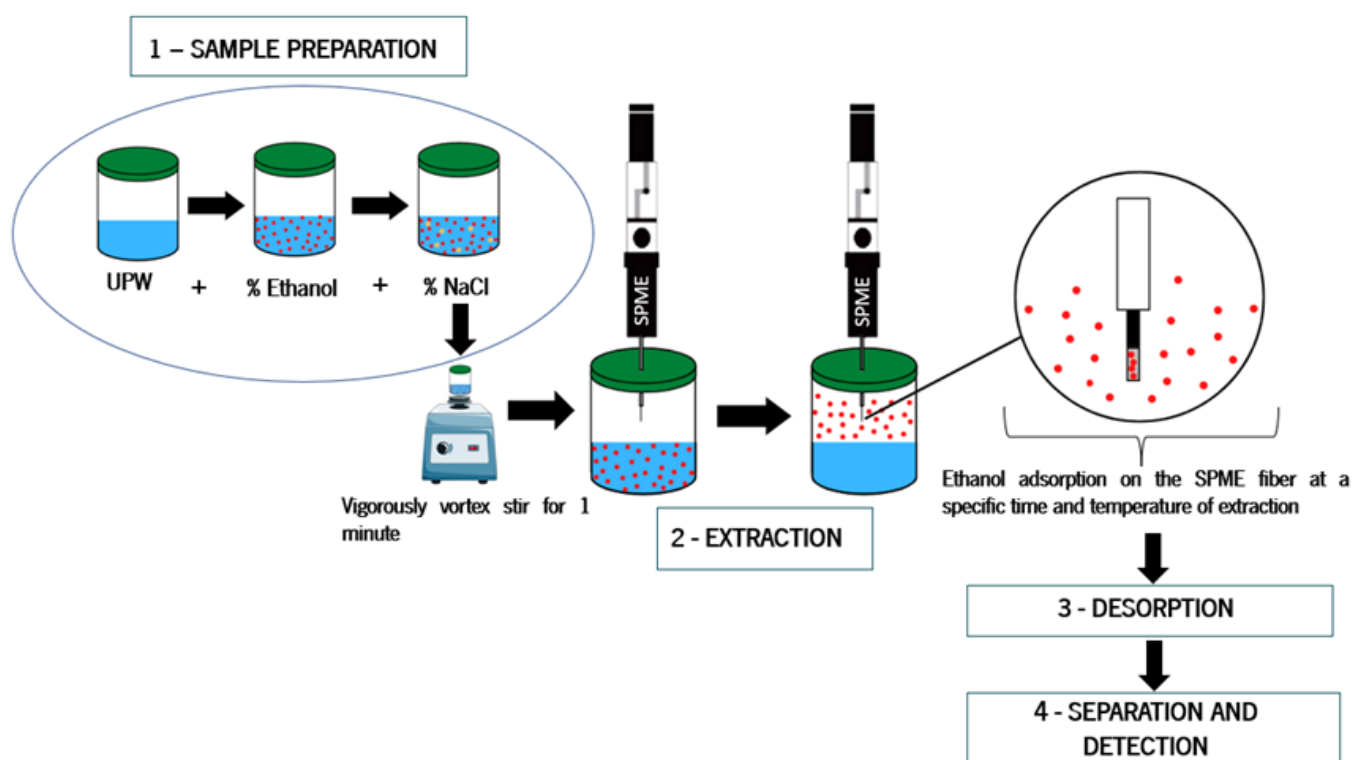 1 – SAMPLE PREPARATION
UPW + % Ethanol + % NaCl
Vigorously vortex stir for 1
minute
SPME
SPME
2 - EXTRACTION
Ethanol adsorption on the SPME fiber at a
specific time and temperature of extraction
3 - DESORPTION
4 - SEPARATION AND
DETECTION